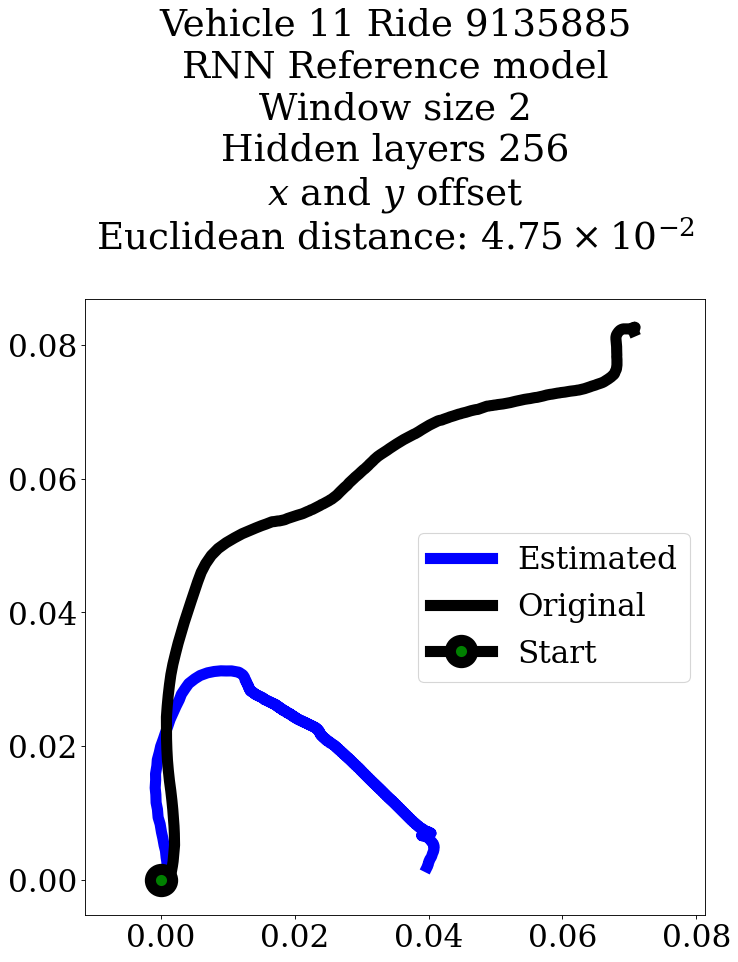 Vehicle 11 Ride 9135885
RNN Reference model
Window size 2
Hidden layers 256
x and y offset
Euclidean distance: 4.75 × 10⁻²
0.08
0.06
0.04
0.02
0.00
Estimated
Original
Start
0.00 0.02 0.04 0.06 0.08